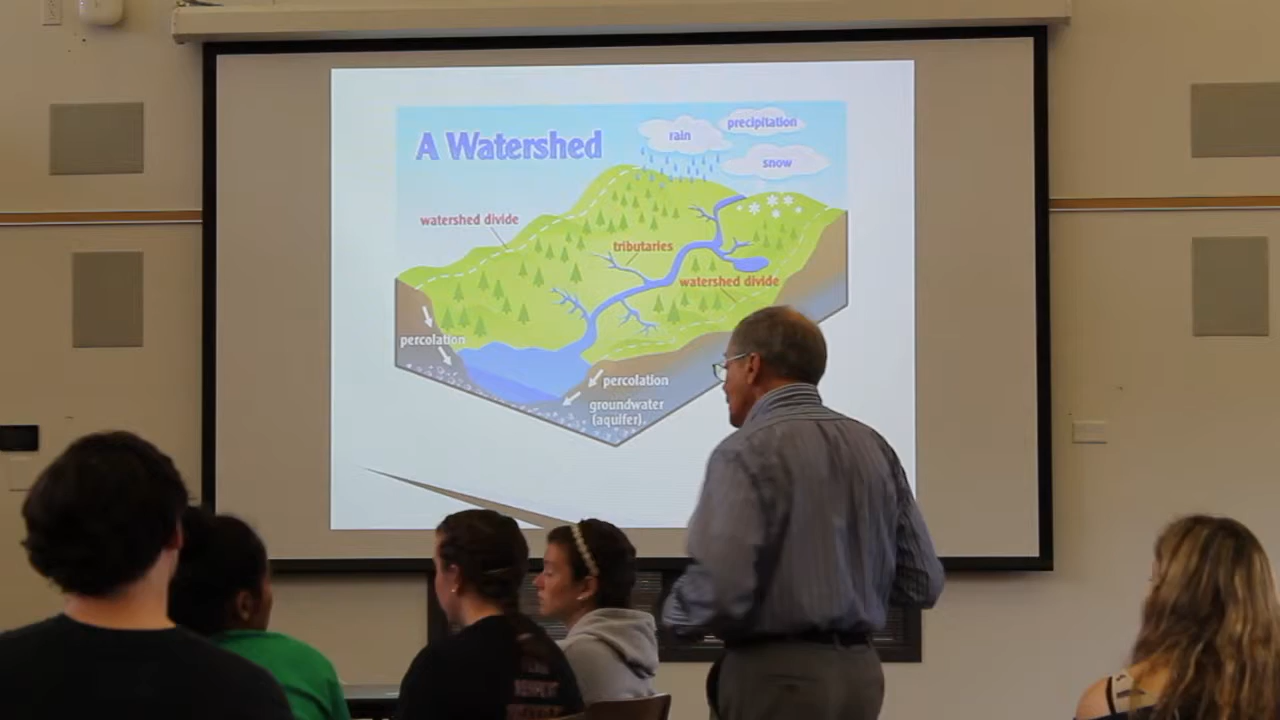 A Watershed
rain
precipitation
snow
watershed divide
tributaries
watershed divide
percolation
percolation
groundwater
(aquifer)